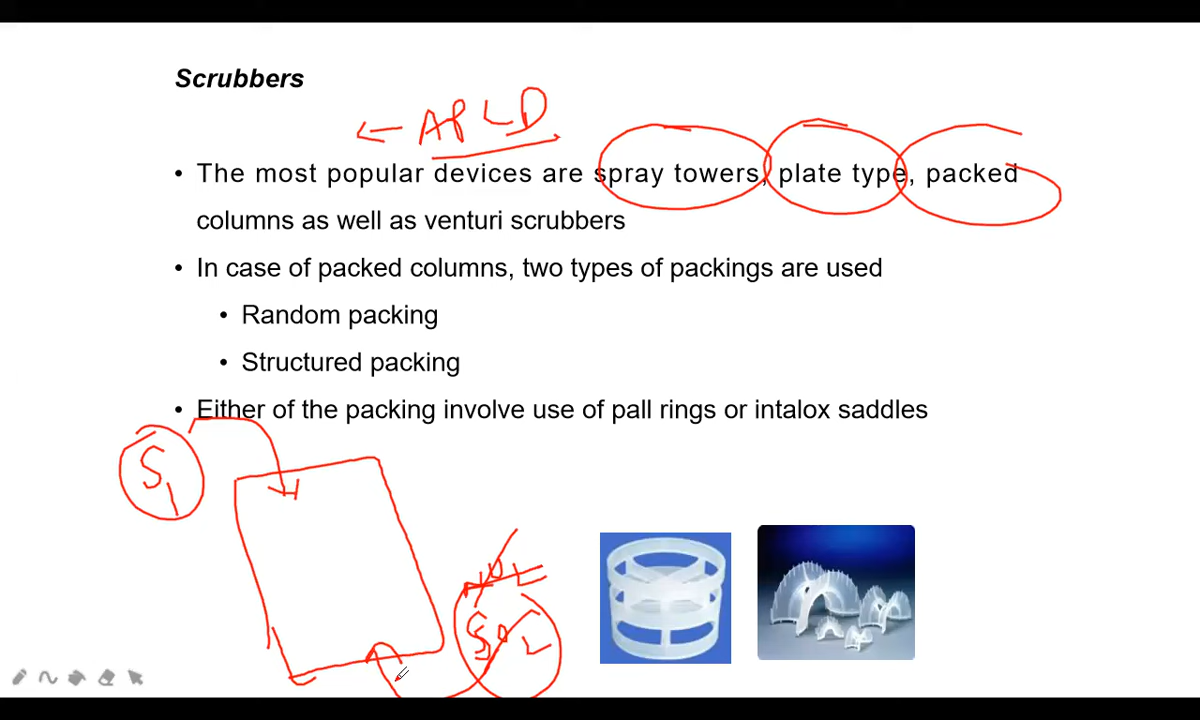 Scrubbers
← APLD
• The most popular devices are spray towers, plate type, packed
columns as well as venturi scrubbers
• In case of packed columns, two types of packings are used
• Random packing
• Structured packing
• Either of the packing involve use of pall rings or intalox saddles
S1